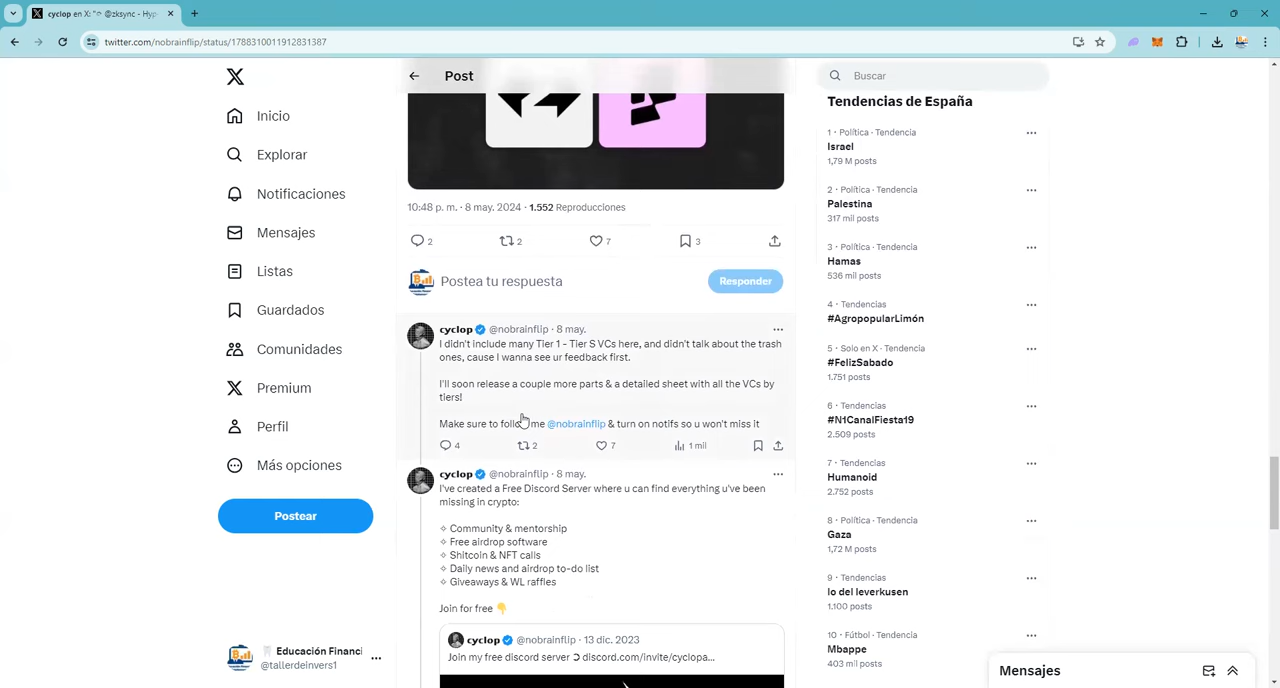 cyclop en X: "✧ @zksync - Hyp
twitter.com/nobrainflip/status/1788310011912831387
Inicio
Explorar
Notificaciones
Mensajes
Listas
Guardados
Comunidades
Premium
Perfil
Más opciones
Postear
Educación Financi
@tallerdeinvers1
Post
10:48 p. m. · 8 may. 2024 · 1.552 Reproducciones
2 2 7 3
Postea tu respuesta
Responder
cyclop @nobrainflip · 8 may.
I didn't include many Tier 1 - Tier S VCs here, and didn't talk about the trash
ones, cause I wanna see ur feedback first.
I'll soon release a couple more parts & a detailed sheet with all the VCs by
tiers!
Make sure to follow me @nobrainflip & turn on notifs so u won't miss it
4 2 7 1 mil
cyclop @nobrainflip · 8 may.
I've created a Free Discord Server where u can find everything u've been
missing in crypto:
✧ Community & mentorship
✧ Free airdrop software
✧ Shitcoin & NFT calls
✧ Daily news and airdrop to-do list
✧ Giveaways & WL raffles
Join for free 👇
cyclop @nobrainflip · 13 dic. 2023
Join my free discord server ➲ discord.com/invite/cyclopa...
Buscar
Tendencias de España
1 · Política · Tendencia
Israel
1,79 M posts
2 · Política · Tendencia
Palestina
317 mil posts
3 · Política · Tendencia
Hamas
536 mil posts
4 · Tendencias
#AgropopularLimón
5 · Solo en X · Tendencia
#FelizSabado
1.751 posts
6 · Tendencias
#N1CanalFiesta19
2.509 posts
7 · Tendencias
Humanoid
2.752 posts
8 · Política · Tendencia
Gaza
1,72 M posts
9 · Tendencias
lo del leverkusen
1.100 posts
10 · Fútbol · Tendencia
Mbappe
403 mil posts
Mensajes